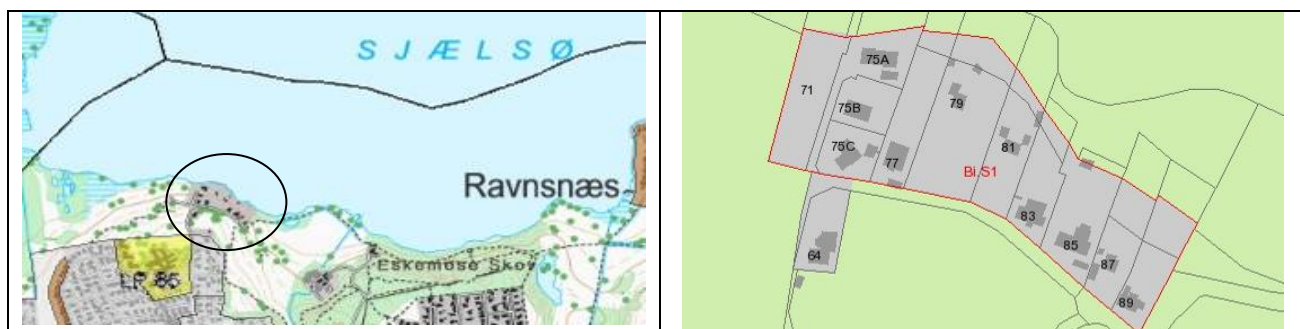 SJÆLSØ
Ravnsnæs
Eskemose Skov
LP 86
75A
71
75B
79
75C
77
81
Bi S1
83
85
64
87
89